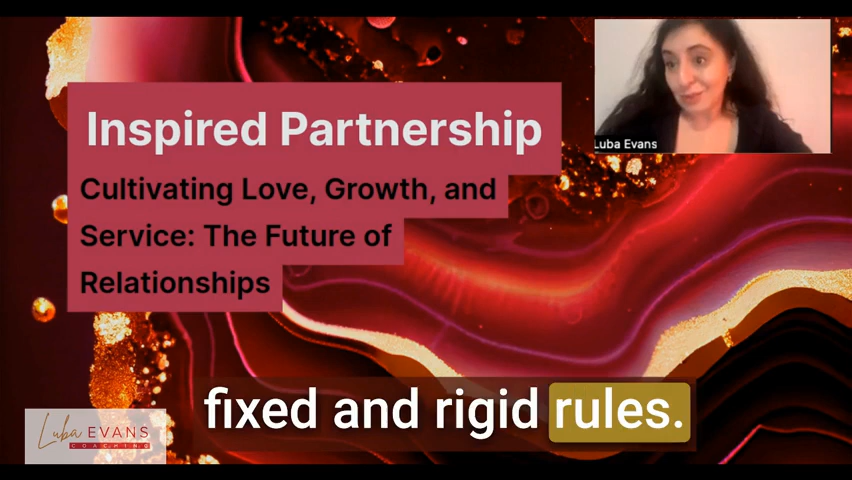 Inspired Partnership
Cultivating Love, Growth, and
Service: The Future of
Relationships
Luba Evans
fixed and rigid rules.
Luba EVANS
COACHING